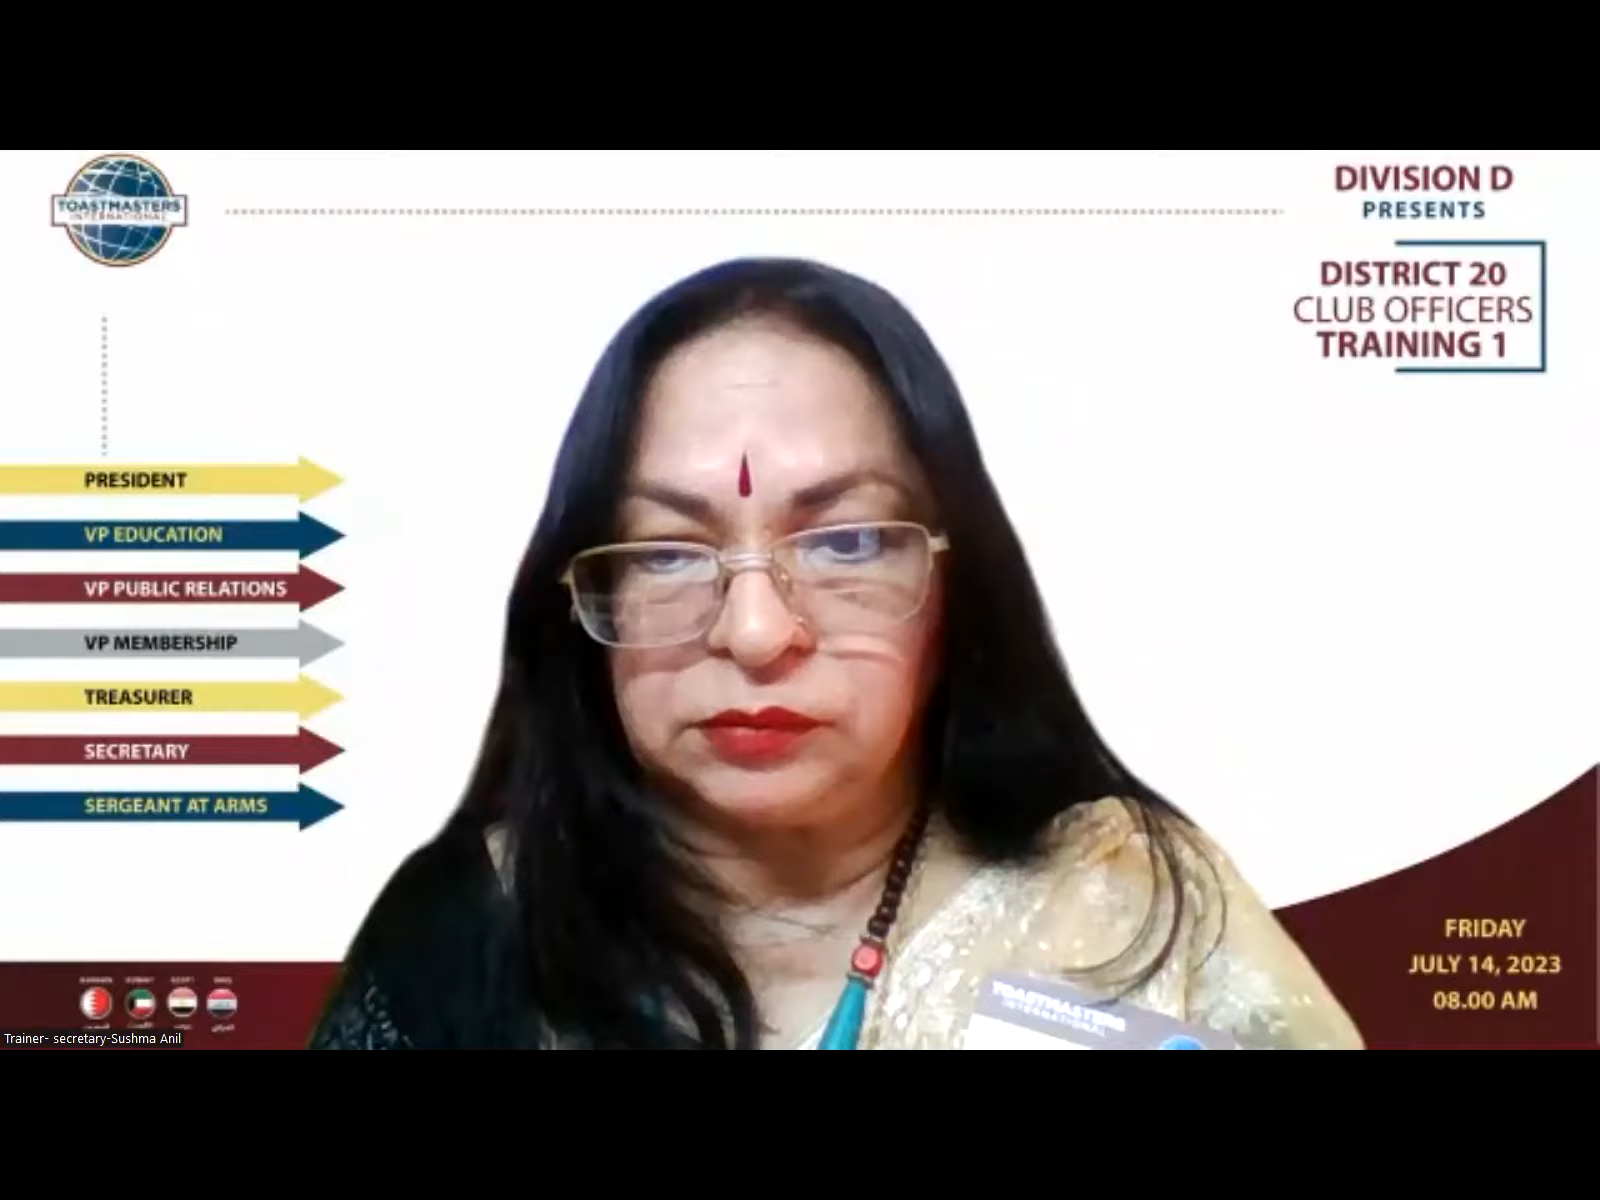 TOASTMASTERS
INTERNATIONAL
DIVISION D
PRESENTS
DISTRICT 20
CLUB OFFICERS
TRAINING 1
PRESIDENT
VP EDUCATION
VP PUBLIC RELATIONS
VP MEMBERSHIP
TREASURER
SECRETARY
SERGEANT AT ARMS
FRIDAY
JULY 14, 2023
08.00 AM
TOASTMASTERS
INTERNATIONAL
Trainer- secretary-Sushma Anil